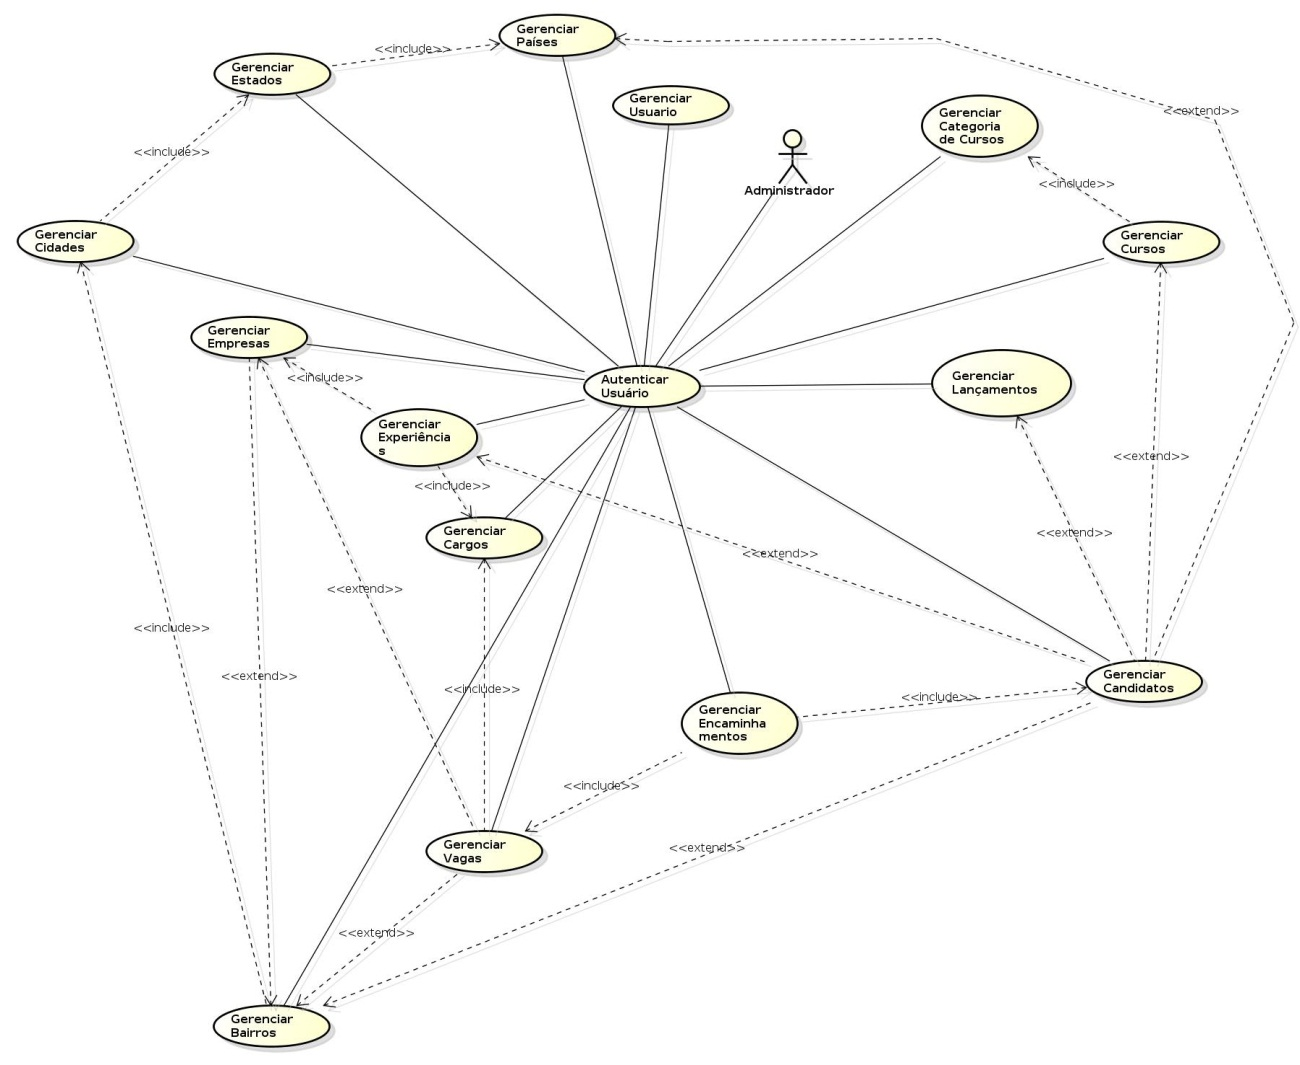 Gerenciar
Países
<<include>>
Gerenciar
Estados
Gerenciar
Usuario
Gerenciar
Categoria
de Cursos
<<extend>>
<<include>>
Administrador
<<include>>
Gerenciar
Cidades
Gerenciar
Cursos
Gerenciar
Empresas
<<include>>
Autenticar
Usuário
Gerenciar
Lançamentos
Gerenciar
Experiência
s
<<extend>>
<<include>>
Gerenciar
Cargos
<<extend>>
<<extend>>
<<extend>>
<<include>>
<<extend>>
<<include>>
Gerenciar
Candidatos
<<include>>
Gerenciar
Encaminha
mentos
<<include>>
Gerenciar
Vagas
<<extend>>
<<extend>>
Gerenciar
Bairros